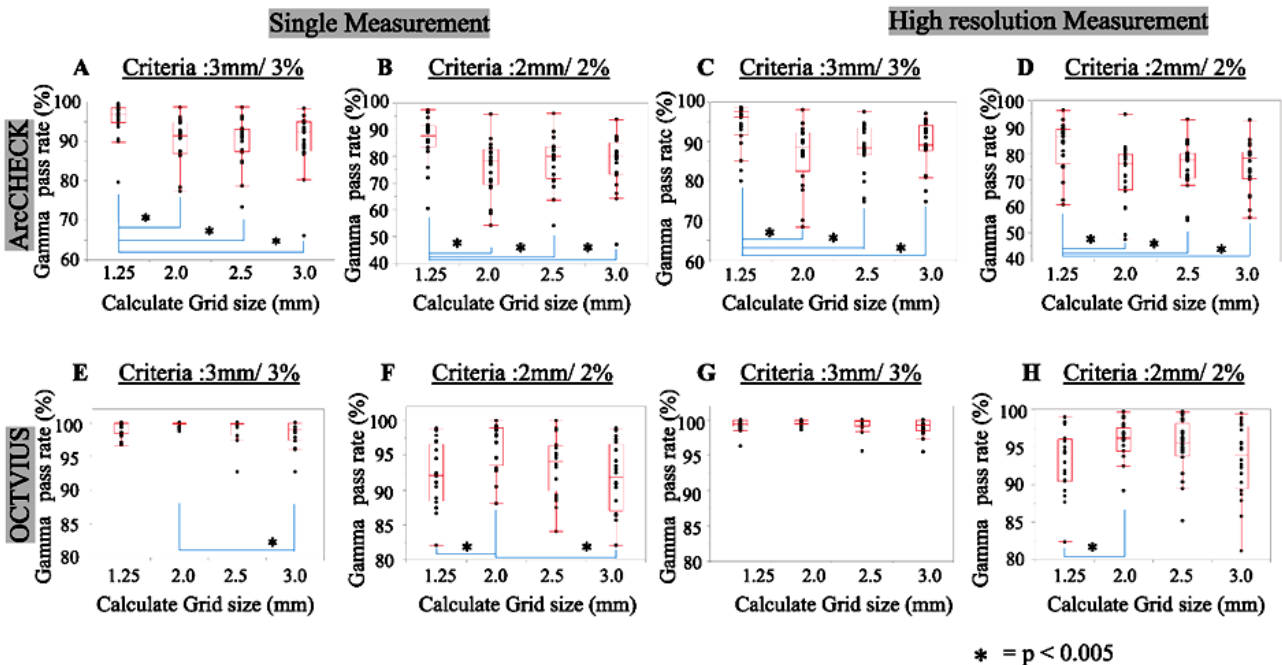 Single Measurement
High resolution Measurement
A Criteria :3mm/ 3%
B Criteria :2mm/ 2%
C Criteria :3mm/ 3%
D Criteria :2mm/ 2%
ArcCHECK
Gamma pass rate (%)
100
90
80
70
60
* * *
1.25 2.0 2.5 3.0
Calculate Grid size (mm)
Gamma pass rate (%)
100
90
80
70
60
50
40
* * *
1.25 2.0 2.5 3.0
Calculate Grid size (mm)
Gamma pass ratc (%)
100
90
80
70
60
* * *
1.25 2.0 2.5 3.0
Calculate Grid size (mm)
Gamma pass rate (%)
100
90
80
70
60
50
40
* * *
1.25 2.0 2.5 3.0
Calculate Grid size (mm)
E Criteria :3mm/ 3%
F Criteria :2mm/ 2%
G Criteria :3mm/ 3%
H Criteria :2mm/ 2%
OCTVIUS
Gamma pass rate (%)
100
95
90
85
80
*
1.25 2.0 2.5 3.0
Calculate Grid size (mm)
Gamma pass rate (%)
100
95
90
85
80
* *
1.25 2.0 2.5 3.0
Calculate Grid size (mm)
Gamma pass rate (%)
100
95
90
85
80
1.25 2.0 2.5 3.0
Calculate Grid size (mm)
Gamma pass rate (%)
100
95
90
85
80
*
1.25 2.0 2.5 3.0
Calculate Grid size (mm)
* = p < 0.005